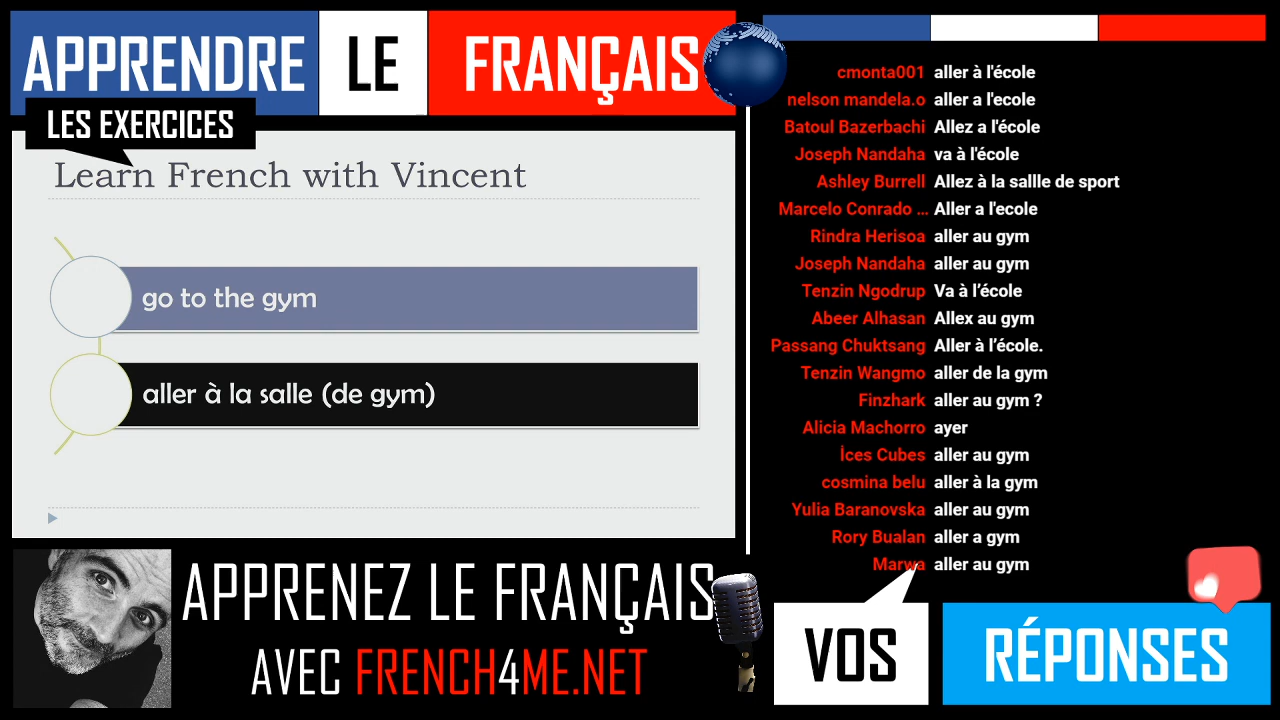 APPRENDRE LE FRANÇAIS
LES EXERCICES
Learn French with Vincent
go to the gym
aller à la salle (de gym)
APPRENEZ LE FRANÇAIS
AVEC FRENCH4ME.NET
cmonta001 aller à l'école
nelson mandela.o aller a l'ecole
Batoul Bazerbachi Allez a l'école
Joseph Nandaha va à l'école
Ashley Burrell Allez à la sallle de sport
Marcelo Conrado ... Aller a l'ecole
Rindra Herisoa aller au gym
Joseph Nandaha aller au gym
Tenzin Ngodrup Va à l’école
Abeer Alhasan Allex au gym
Passang Chuktsang Aller à l’école.
Tenzin Wangmo aller de la gym
Finzhark aller au gym ?
Alicia Machorro ayer
İces Cubes aller au gym
cosmina belu aller à la gym
Yulia Baranovska aller au gym
Rory Bualan aller a gym
Marwa aller au gym
VOS RÉPONSES